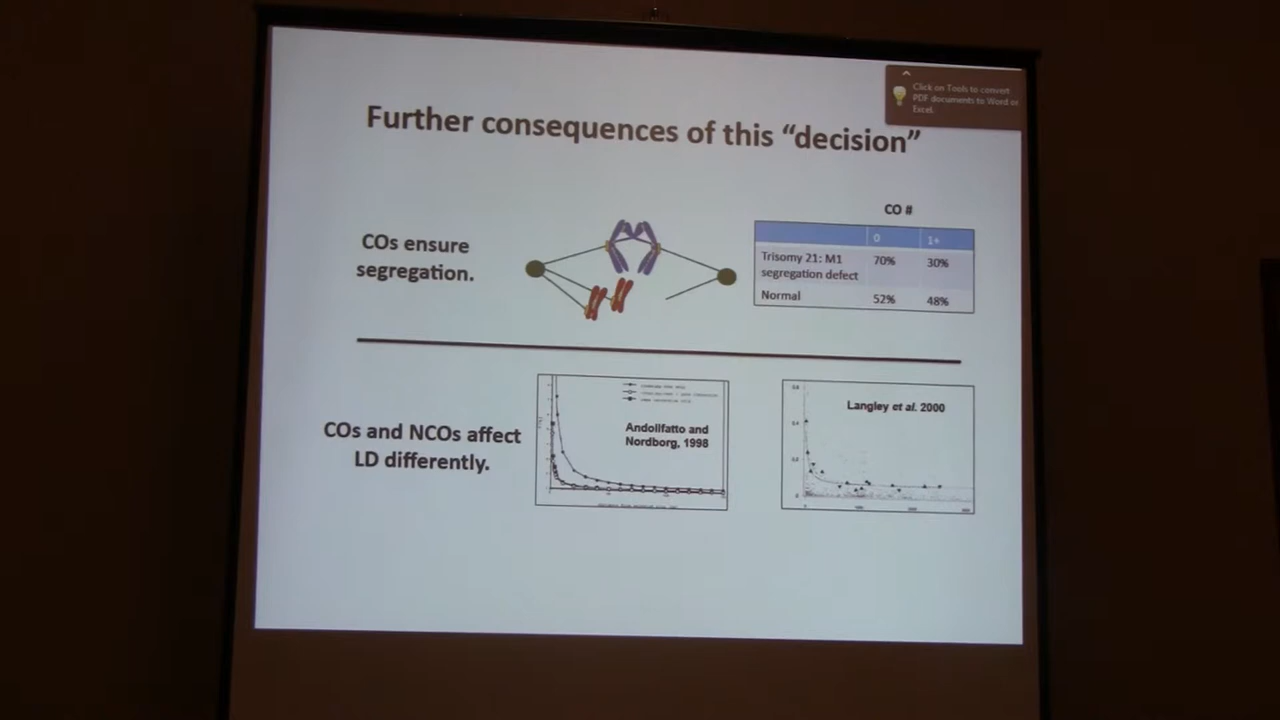 Click on Tools to convert
PDF documents to Word or
Excel.
Further consequences of this “decision”
COs ensure
segregation.
CO #
0 1+
Trisomy 21: M1
segregation defect 70% 30%
Normal 52% 48%
COs and NCOs affect
LD differently.
Andolifatto and
Nordborg, 1998
Langley et al. 2000